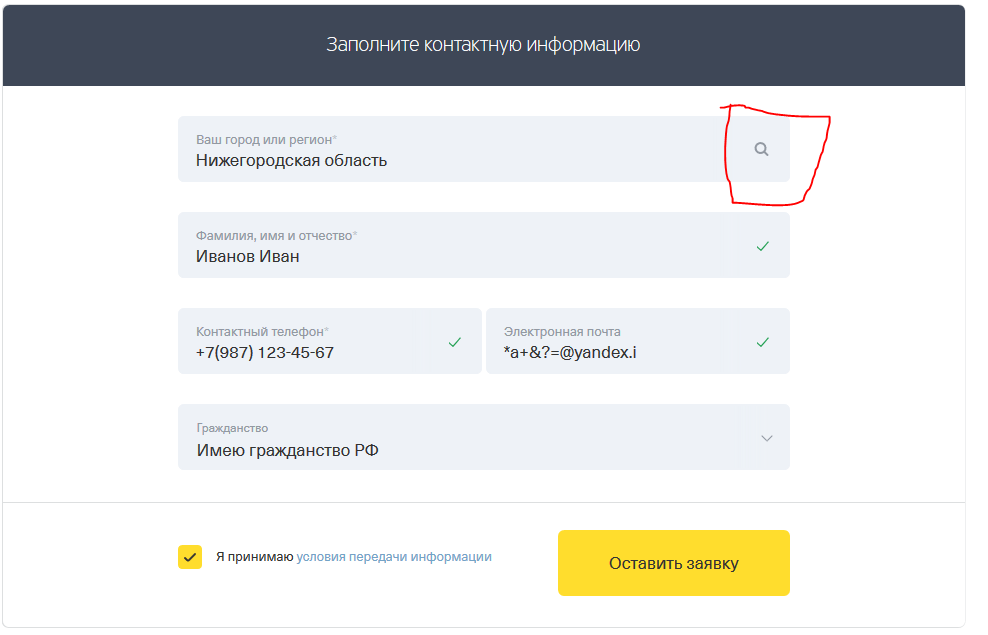 Заполните контактную информацию
Ваш город или регион*
Нижегородская область
Фамилия, имя и отчество*
Иванов Иван
Контактный телефон*
+7(987) 123-45-67
Электронная почта
*a+&?=@yandex.i
Гражданство
Имею гражданство РФ
Я принимаю условия передачи информации
Оставить заявку